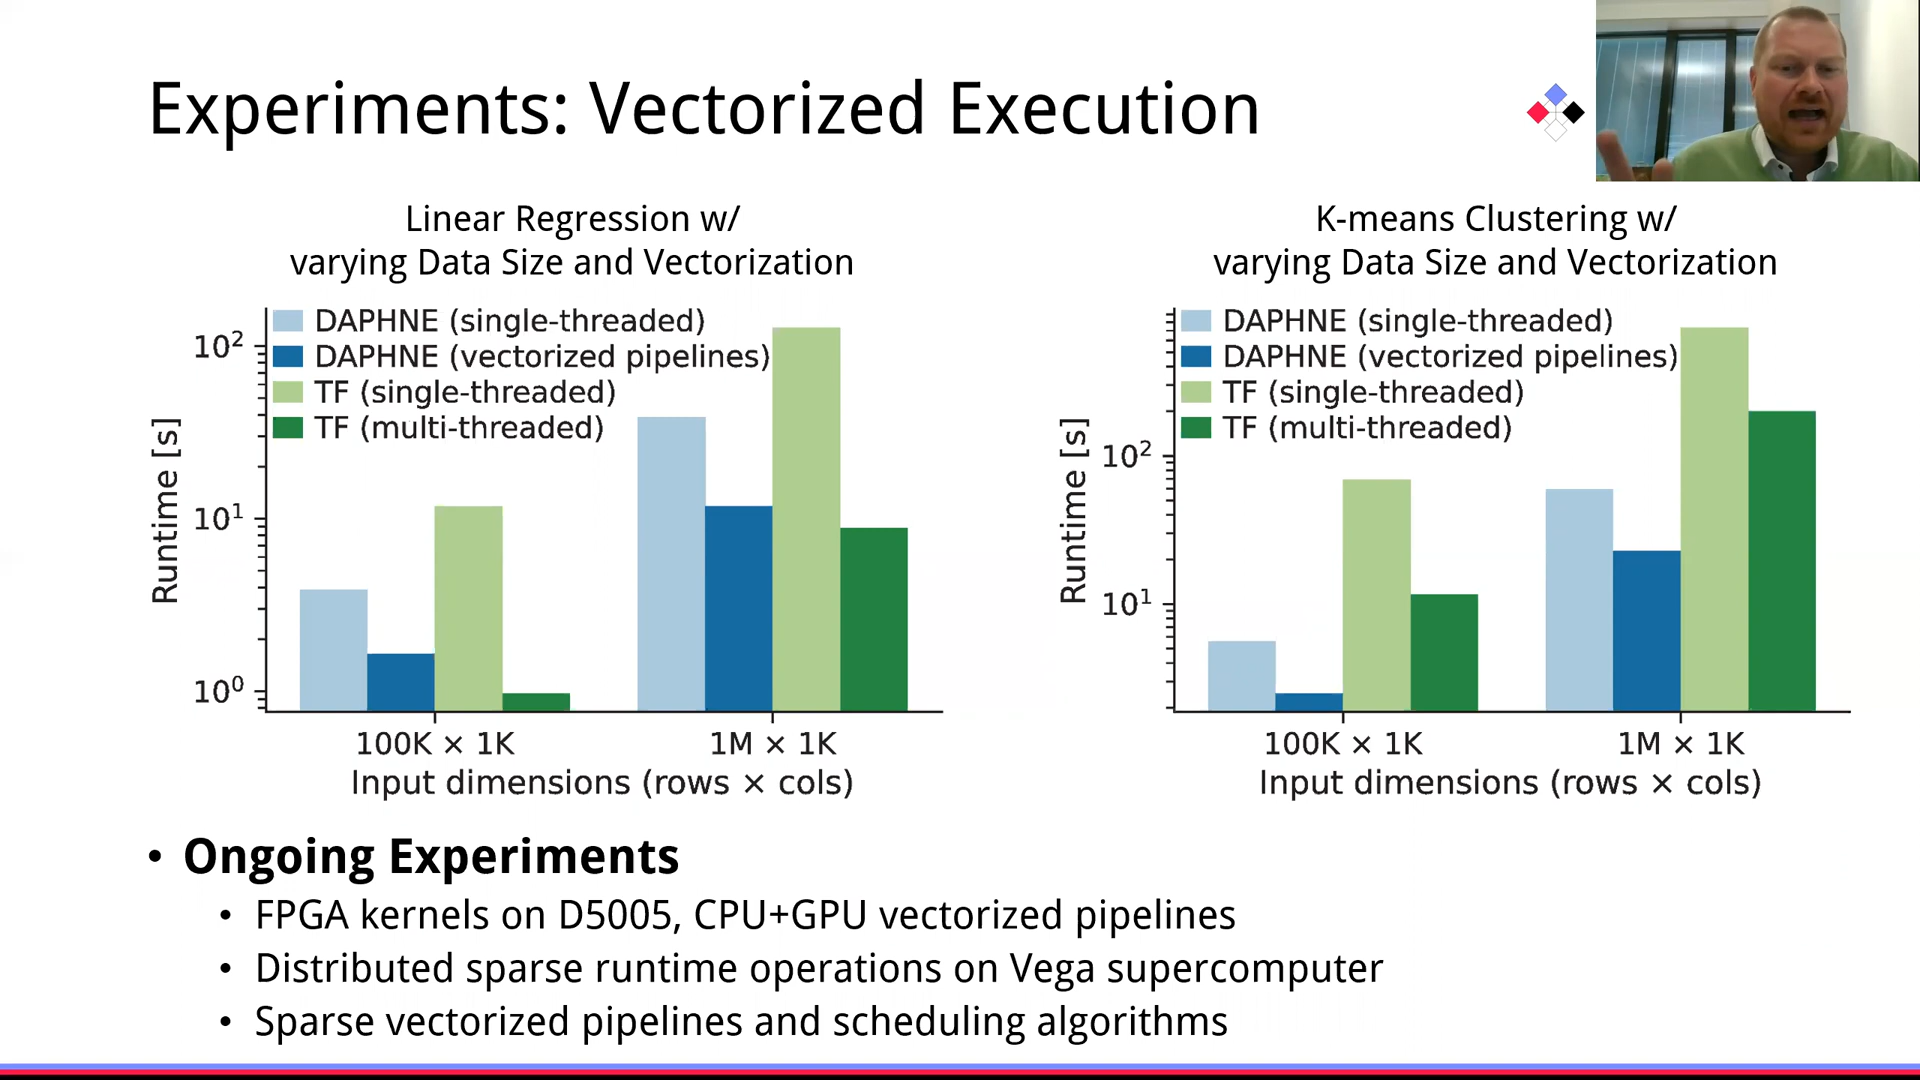 Experiments: Vectorized Execution
Linear Regression w/
varying Data Size and Vectorization
DAPHNE (single-threaded)
DAPHNE (vectorized pipelines)
TF (single-threaded)
TF (multi-threaded)
Runtime [s]
10²
10¹
10⁰
100K × 1K
1M × 1K
Input dimensions (rows × cols)
K-means Clustering w/
varying Data Size and Vectorization
DAPHNE (single-threaded)
DAPHNE (vectorized pipelines)
TF (single-threaded)
TF (multi-threaded)
Runtime [s]
10²
10¹
100K × 1K
1M × 1K
Input dimensions (rows × cols)
• Ongoing Experiments
• FPGA kernels on D5005, CPU+GPU vectorized pipelines
• Distributed sparse runtime operations on Vega supercomputer
• Sparse vectorized pipelines and scheduling algorithms